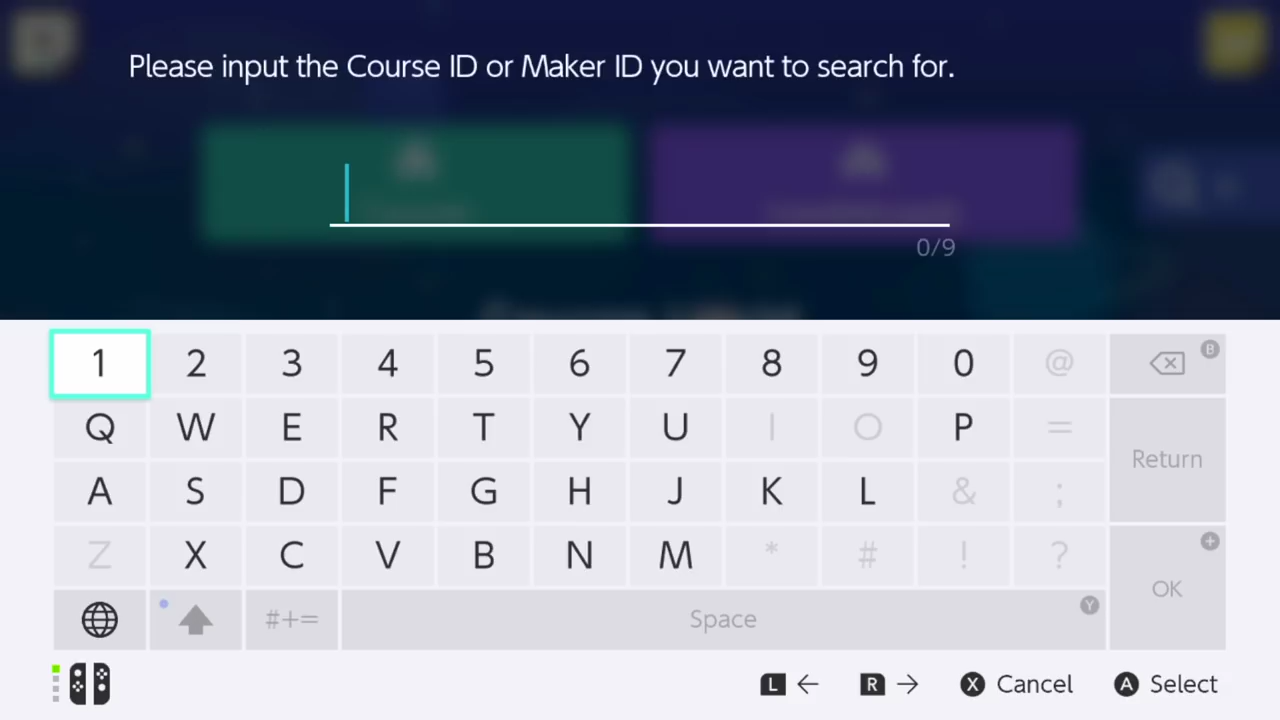 Please input the Course ID or Maker ID you want to search for.
0/9
1 2 3 4 5 6 7 8 9 0 @ B
Q W E R T Y U I O P = Return
A S D F G H J K L & ;
Z X C V B N M * # ! ? + OK
#+= Space Y
L ← R → X Cancel A Select